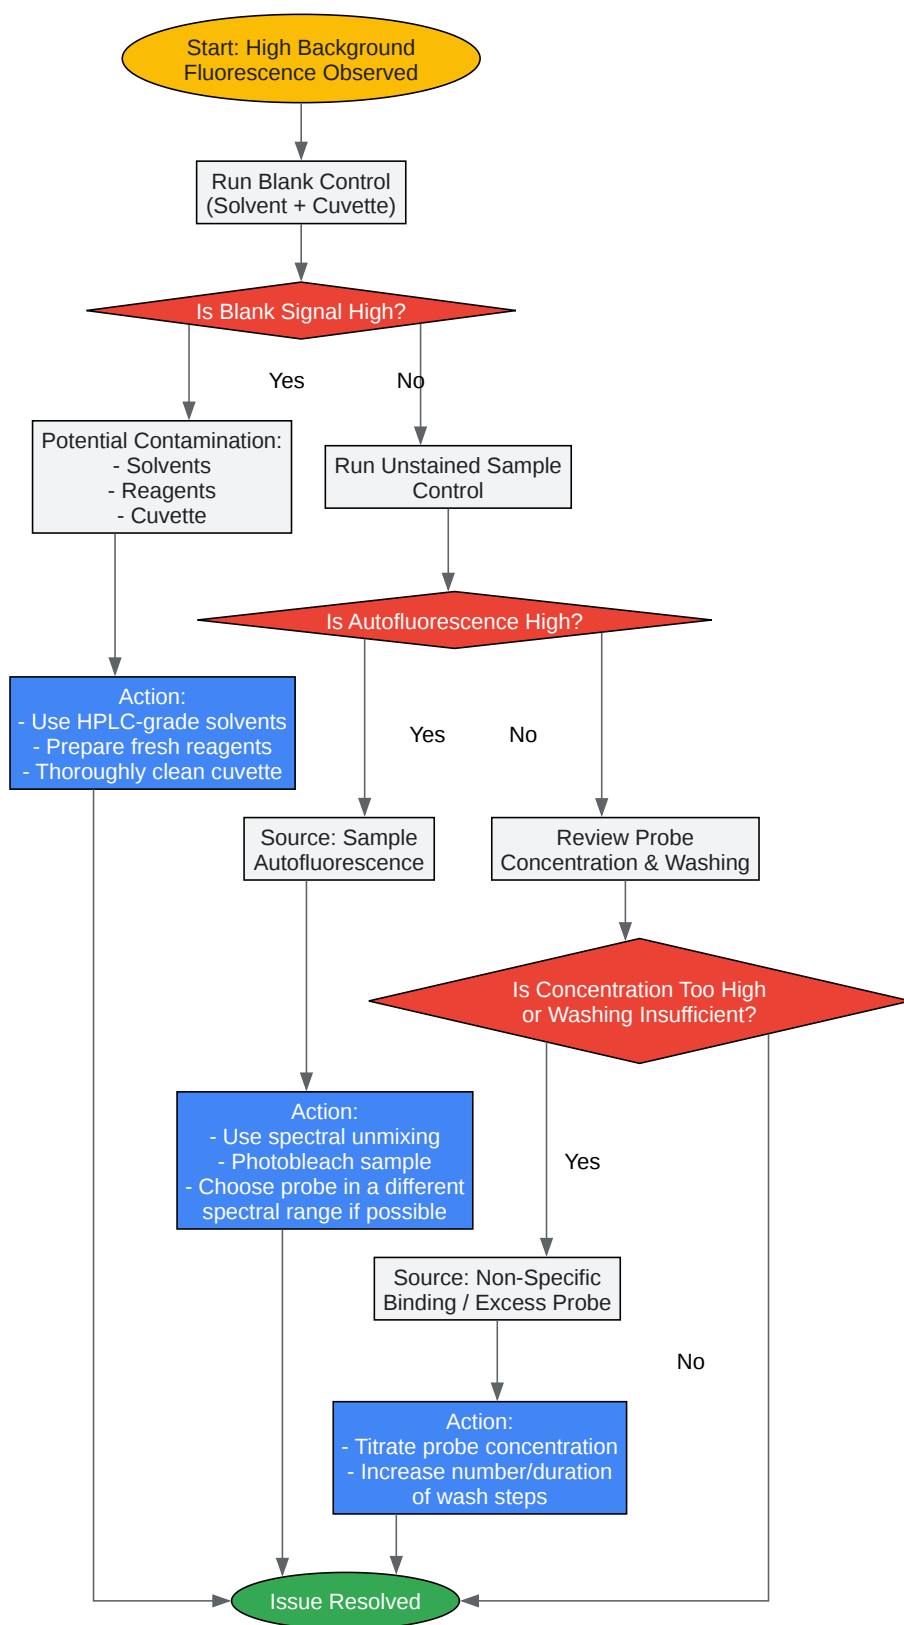 Start: High Background
Fluorescence Observed
Run Blank Control
(Solvent + Cuvette)
Is Blank Signal High?
Yes
No
Potential Contamination:
- Solvents
- Reagents
- Cuvette
Run Unstained Sample
Control
Is Autofluorescence High?
Action:
- Use HPLC-grade solvents
- Prepare fresh reagents
- Thoroughly clean cuvette
Yes
No
Source: Sample
Autofluorescence
Review Probe
Concentration & Washing
Is Concentration Too High
or Washing Insufficient?
Action:
- Use spectral unmixing
- Photobleach sample
- Choose probe in a different
spectral range if possible
Yes
Source: Non-Specific
Binding / Excess Probe
No
Action:
- Titrate probe concentration
- Increase number/duration
of wash steps
Issue Resolved